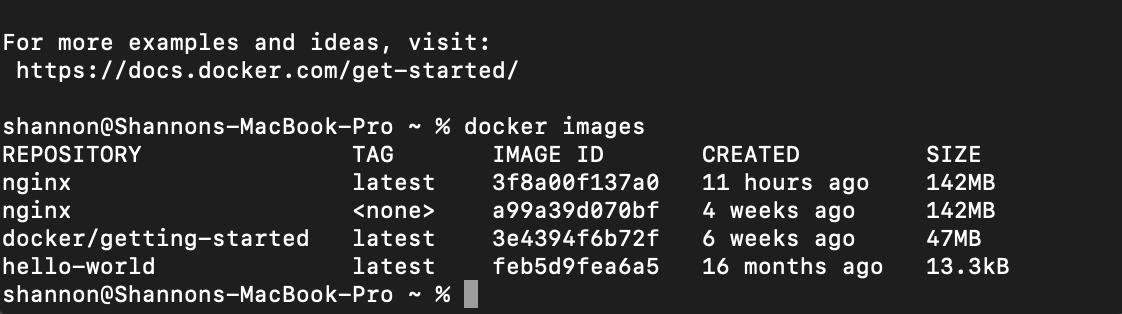 For more examples and ideas, visit:
 https://docs.docker.com/get-started/

shannon@Shannons-MacBook-Pro ~ % docker images
REPOSITORY               TAG       IMAGE ID       CREATED         SIZE
nginx                    latest    3f8a00f137a0   11 hours ago    142MB
nginx                    <none>    a99a39d070bf   4 weeks ago     142MB
docker/getting-started   latest    3e4394f6b72f   6 weeks ago     47MB
hello-world              latest    feb5d9fea6a5   16 months ago   13.3kB
shannon@Shannons-MacBook-Pro ~ %